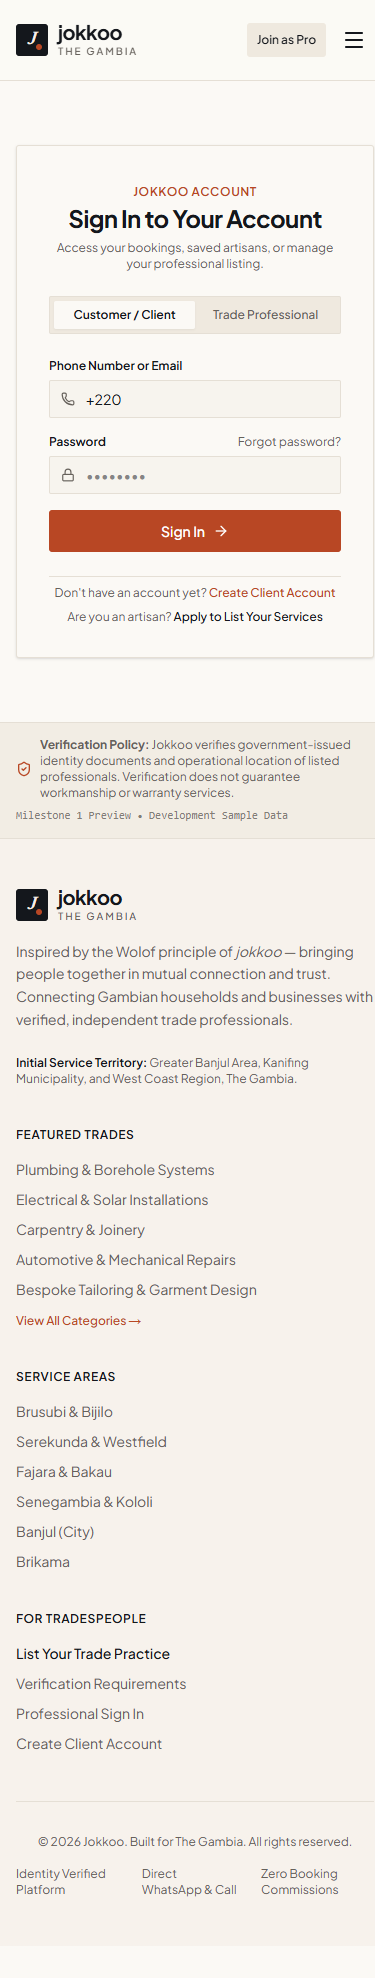 J jokkoo
THE GAMBIA
Join as Pro
JOKKOO ACCOUNT
Sign In to Your Account
Access your bookings, saved artisans, or manage
your professional listing.
Customer / Client
Trade Professional
Phone Number or Email
+220
Password
Forgot password?
••••••••
Sign In →
Don't have an account yet? Create Client Account
Are you an artisan? Apply to List Your Services
Verification Policy: Jokkoo verifies government-issued
identity documents and operational location of listed
professionals. Verification does not guarantee
workmanship or warranty services.
Milestone 1 Preview • Development Sample Data
J jokkoo
THE GAMBIA
Inspired by the Wolof principle of jokkoo — bringing
people together in mutual connection and trust.
Connecting Gambian households and businesses with
verified, independent trade professionals.
Initial Service Territory: Greater Banjul Area, Kanifing
Municipality, and West Coast Region, The Gambia.
FEATURED TRADES
Plumbing & Borehole Systems
Electrical & Solar Installations
Carpentry & Joinery
Automotive & Mechanical Repairs
Bespoke Tailoring & Garment Design
View All Categories →
SERVICE AREAS
Brusubi & Bijilo
Serekunda & Westfield
Fajara & Bakau
Senegambia & Kololi
Banjul (City)
Brikama
FOR TRADESPEOPLE
List Your Trade Practice
Verification Requirements
Professional Sign In
Create Client Account
© 2026 Jokkoo. Built for The Gambia. All rights reserved.
Identity Verified
Platform
Direct
WhatsApp & Call
Zero Booking
Commissions